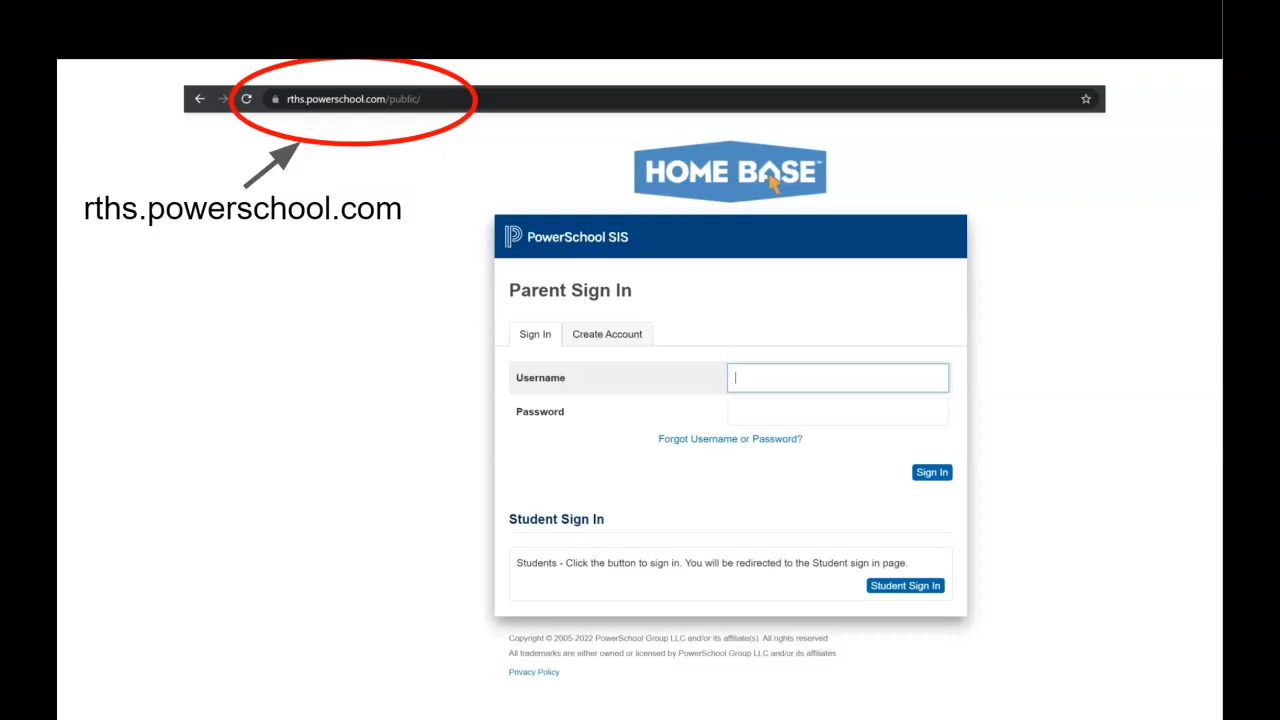 rths.powerschool.com/public/
rths.powerschool.com
HOME BASE™
PowerSchool SIS
Parent Sign In
Sign In
Create Account
Username
Password
Forgot Username or Password?
Sign In
Student Sign In
Students - Click the button to sign in. You will be redirected to the Student sign in page.
Student Sign In
Copyright © 2005-2022 PowerSchool Group LLC and/or its affiliate(s). All rights reserved
All trademarks are either owned or licensed by PowerSchool Group LLC and/or its affiliates
Privacy Policy